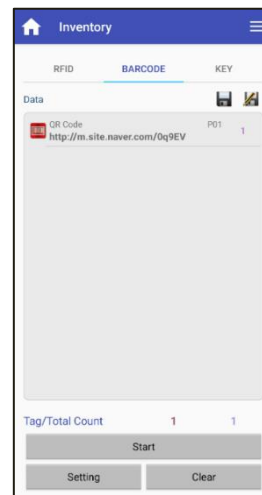 Inventory
RFID BARCODE KEY
Data
QR Code P01
http://m.site.naver.com/0q9EV 1
Tag/Total Count 1 1
Start
Setting Clear